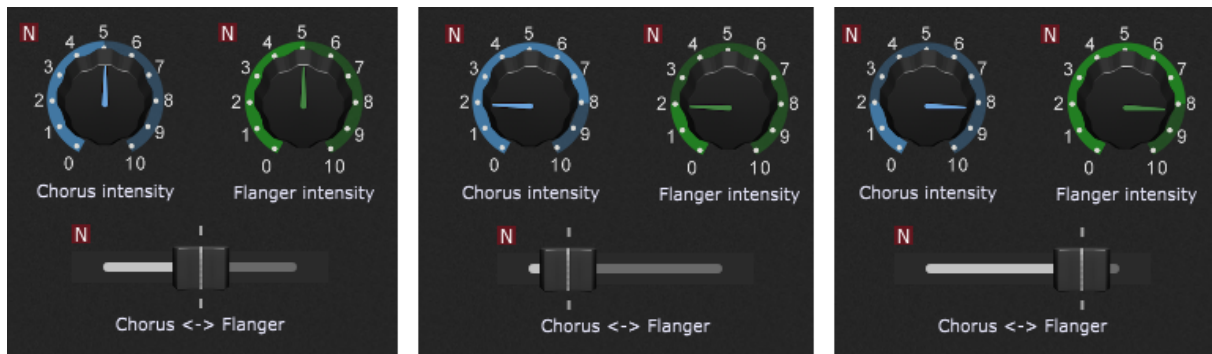 N N
5 5
4 6 4 6
3 7 3 7
2 8 2 8
1 9 1 9
0 10 0 10
Chorus intensity Flanger intensity
N
Chorus <-> Flanger
N N
5 5
4 6 4 6
3 7 3 7
2 8 2 8
1 9 1 9
0 10 0 10
Chorus intensity Flanger intensity
N
Chorus <-> Flanger
N N
5 5
4 6 4 6
3 7 3 7
2 8 2 8
1 9 1 9
0 10 0 10
Chorus intensity Flanger intensity
N
Chorus <-> Flanger